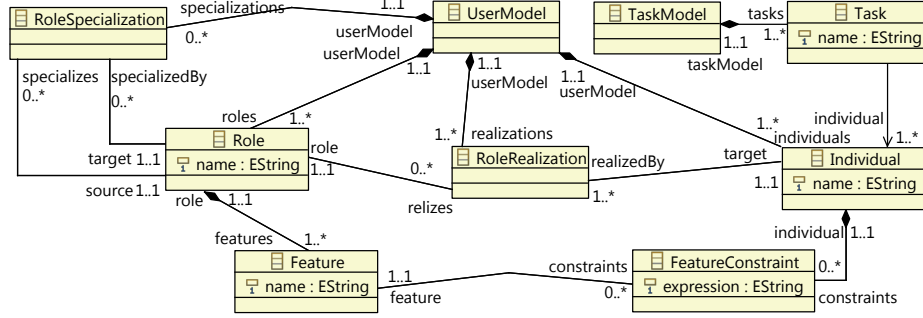 RoleSpecialization
specializations
0..*
1..1
userModel
userModel
1..1
UserModel
1..1
userModel
1..1
userModel
TaskModel
tasks
1..1
1..*
taskModel
Task
name : EString
specializes
0..*
specializedBy
0..*
roles
1..*
1..*
realizations
individual
1..*
1..*
individuals
Role
name : EString
target 1..1
source 1..1
role
1..1
0..*
relizes
RoleRealization
realizedBy
1..*
target
1..1
Individual
name : EString
role
1..1
features
1..*
individual 1..1
0..*
constraints
Feature
name : EString
1..1
feature
constraints
0..*
FeatureConstraint
expression : EString